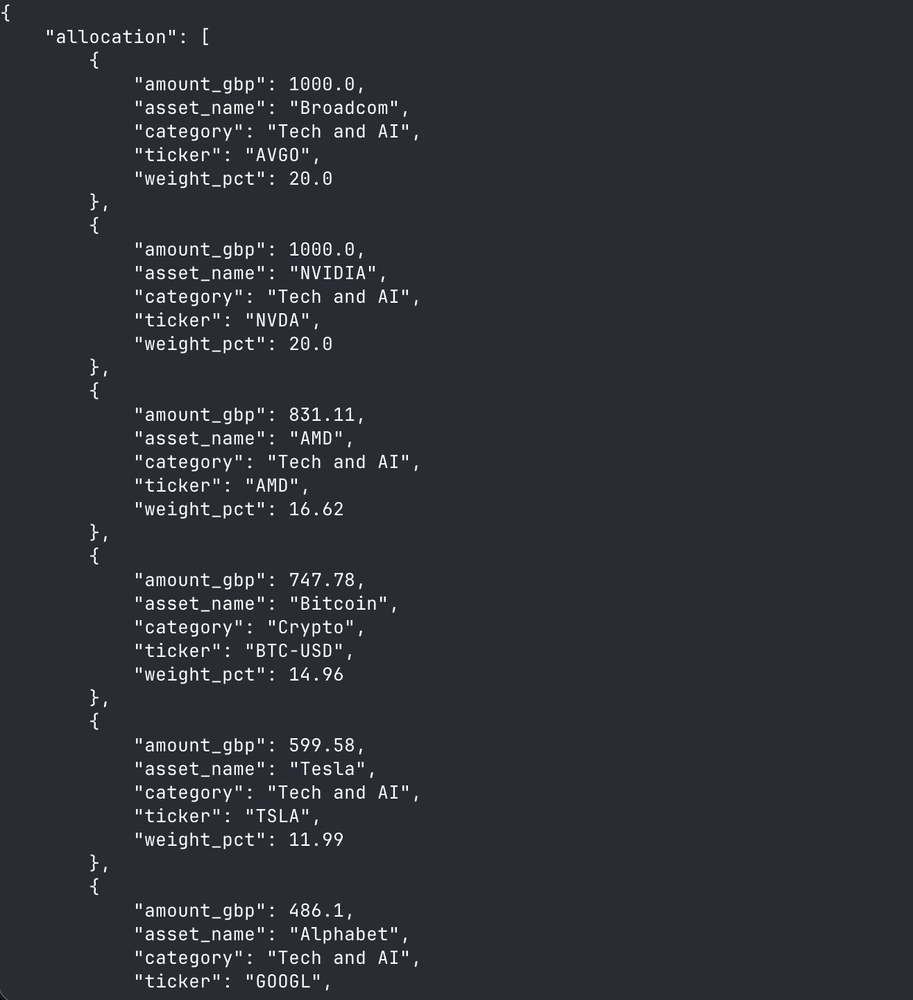 {
    "allocation": [
        {
            "amount_gbp": 1000.0,
            "asset_name": "Broadcom",
            "category": "Tech and AI",
            "ticker": "AVGO",
            "weight_pct": 20.0
        },
        {
            "amount_gbp": 1000.0,
            "asset_name": "NVIDIA",
            "category": "Tech and AI",
            "ticker": "NVDA",
            "weight_pct": 20.0
        },
        {
            "amount_gbp": 831.11,
            "asset_name": "AMD",
            "category": "Tech and AI",
            "ticker": "AMD",
            "weight_pct": 16.62
        },
        {
            "amount_gbp": 747.78,
            "asset_name": "Bitcoin",
            "category": "Crypto",
            "ticker": "BTC-USD",
            "weight_pct": 14.96
        },
        {
            "amount_gbp": 599.58,
            "asset_name": "Tesla",
            "category": "Tech and AI",
            "ticker": "TSLA",
            "weight_pct": 11.99
        },
        {
            "amount_gbp": 486.1,
            "asset_name": "Alphabet",
            "category": "Tech and AI",
            "ticker": "GOOGL",